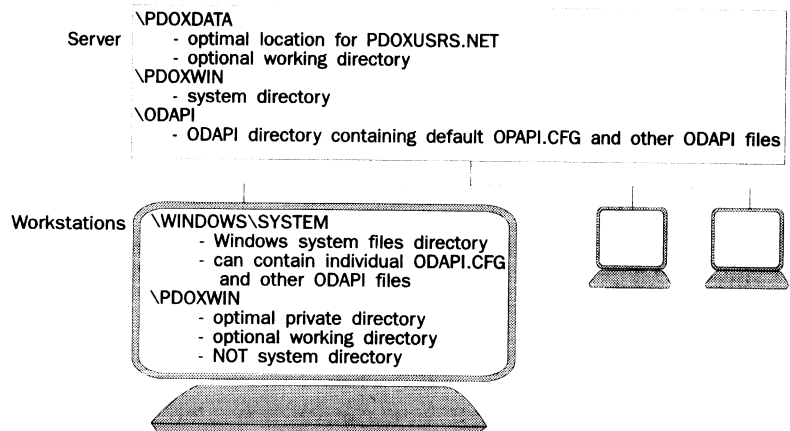 \PDOXDATA
Server
- optimal location for PDOXUSRS.NET
- optional working directory
\PDOXWIN
- system directory
\ODAPI
- ODAPI directory containing default OPAPI.CFG and other ODAPI files
Workstations
\WINDOWS\SYSTEM
- Windows system files directory
- can contain individual ODAPI.CFG
and other ODAPI files
\PDOXWIN
- optimal private directory
- optional working directory
- NOT system directory